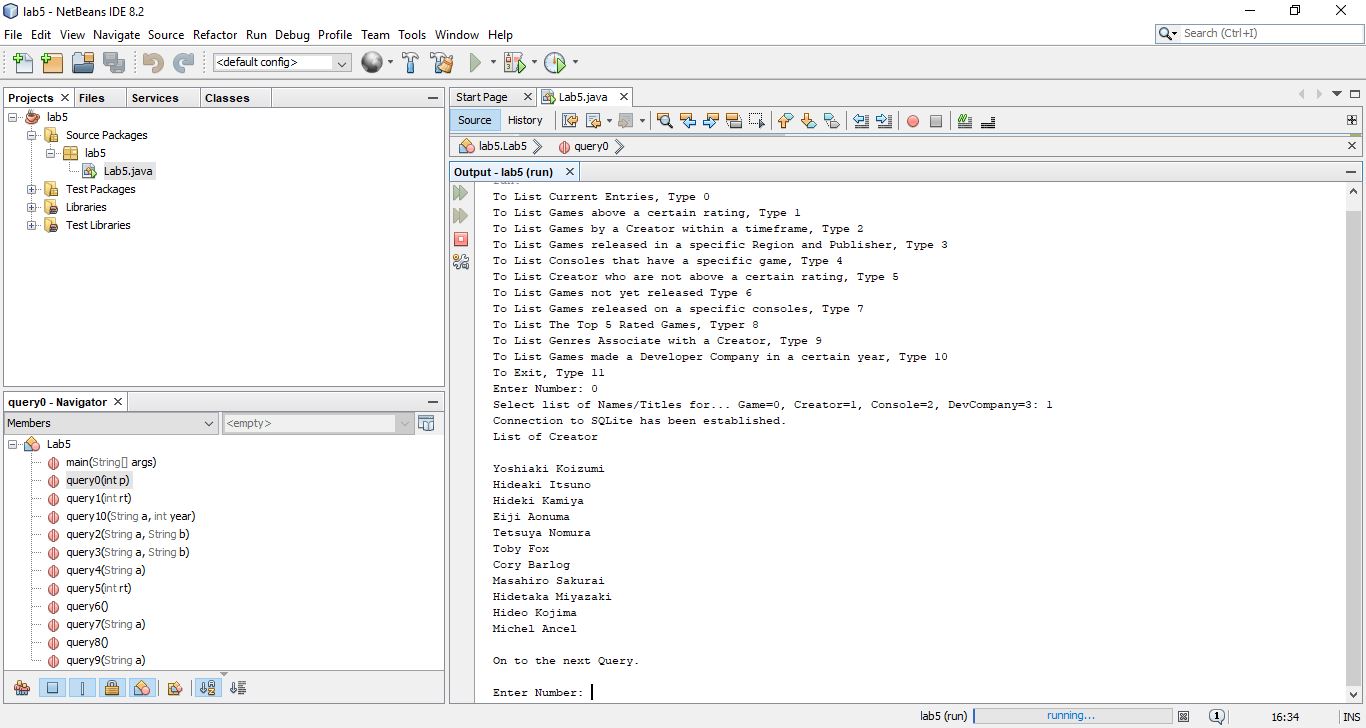 lab5 - NetBeans IDE 8.2
File Edit View Navigate Source Refactor Run Debug Profile Team Tools Window Help
Search (Ctrl+I)
<default config>
Projects Files Services Classes
lab5
Source Packages
lab5
Lab5.java
Test Packages
Libraries
Test Libraries
query0 - Navigator
Members
<empty>
Lab5
main(String[] args)
query0(int p)
query1(int rt)
query10(String a, int year)
query2(String a, String b)
query3(String a, String b)
query4(String a)
query5(int rt)
query6()
query7(String a)
query8()
query9(String a)
Start Page Lab5.java
Source History
lab5.Lab5 query0
Output - lab5 (run)
run:
To List Current Entries, Type 0
To List Games above a certain rating, Type 1
To List Games by a Creator within a timeframe, Type 2
To List Games released in a specific Region and Publisher, Type 3
To List Consoles that have a specific game, Type 4
To List Creator who are not above a certain rating, Type 5
To List Games not yet released Type 6
To List Games released on a specific consoles, Type 7
To List The Top 5 Rated Games, Typer 8
To List Genres Associate with a Creator, Type 9
To List Games made a Developer Company in a certain year, Type 10
To Exit, Type 11
Enter Number: 0
Select list of Names/Titles for... Game=0, Creator=1, Console=2, DevCompany=3: 1
Connection to SQLite has been established.
List of Creator
Yoshiaki Koizumi
Hideaki Itsuno
Hideki Kamiya
Eiji Aonuma
Tetsuya Nomura
Toby Fox
Cory Barlog
Masahiro Sakurai
Hidetaka Miyazaki
Hideo Kojima
Michel Ancel
On to the next Query.
Enter Number:
lab5 (run) running... 1 16:34 INS